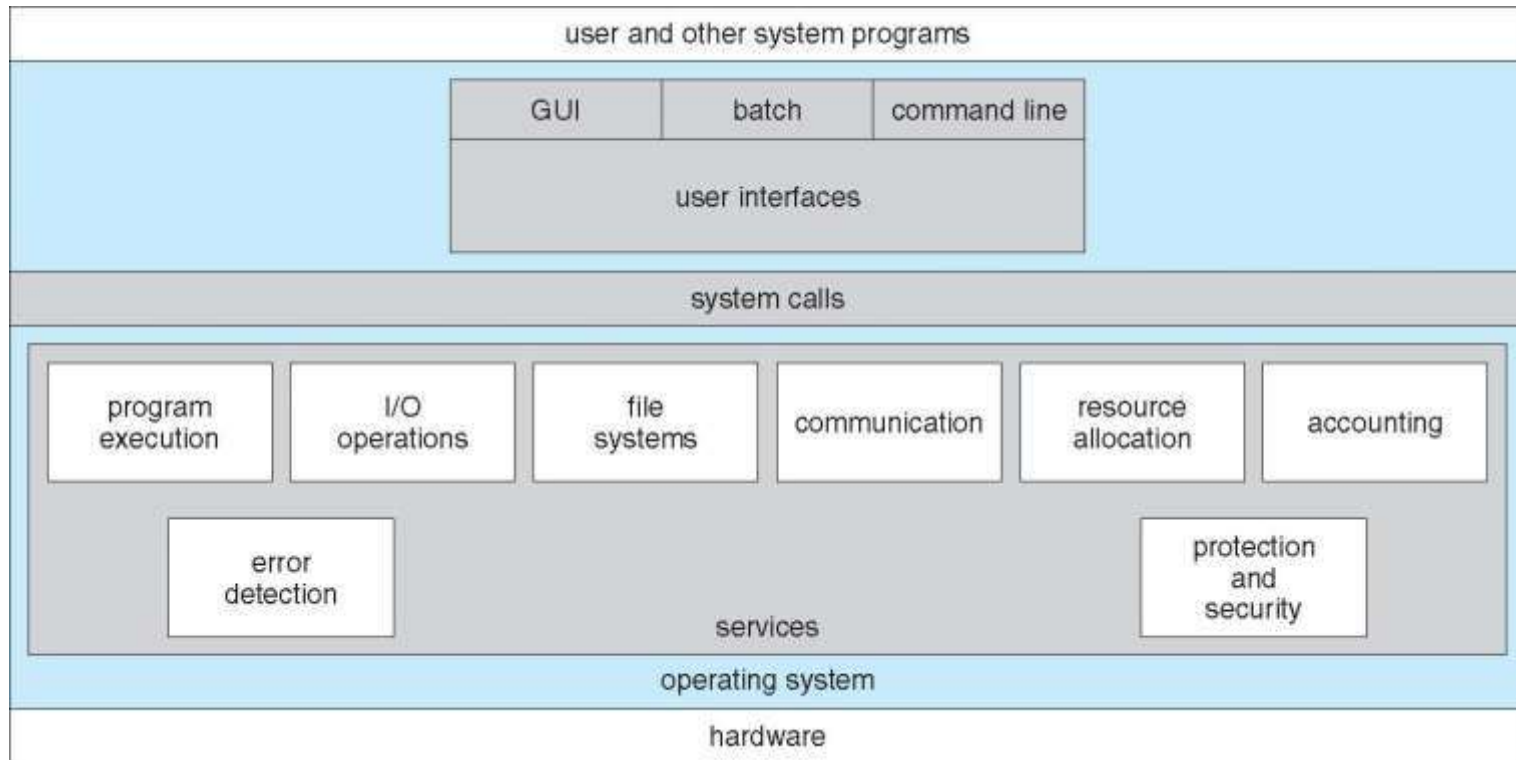 user and other system programs
GUI
batch
command line
user interfaces
system calls
program
execution
I/O
operations
file
systems
communication
resource
allocation
accounting
error
detection
protection
and
security
services
operating system
hardware